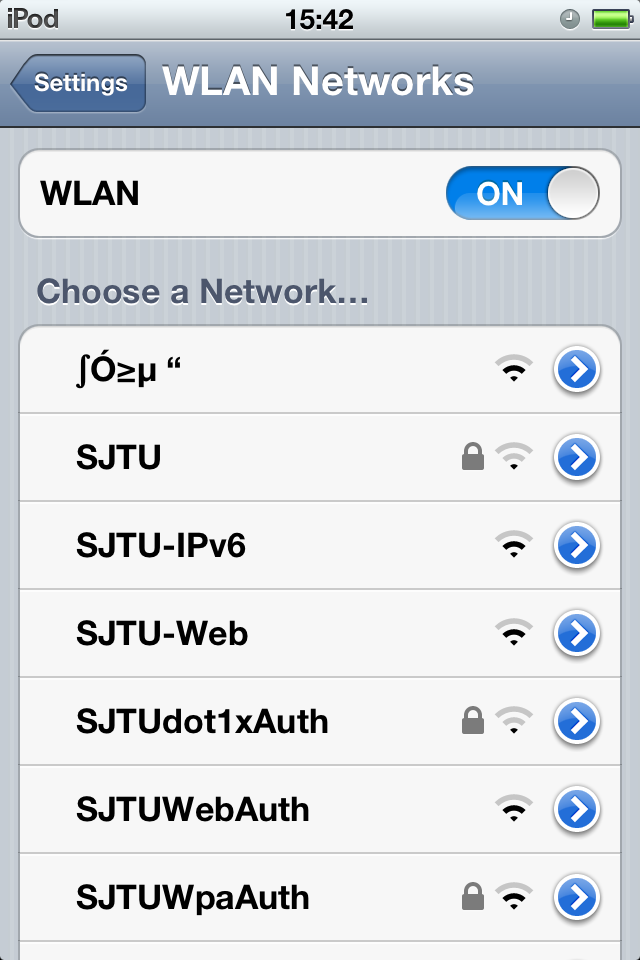 iPod 15:42
Settings WLAN Networks
WLAN ON
Choose a Network...
∫Ó≥µ “
SJTU
SJTU-IPv6
SJTU-Web
SJTUdot1xAuth
SJTUWebAuth
SJTUWpaAuth